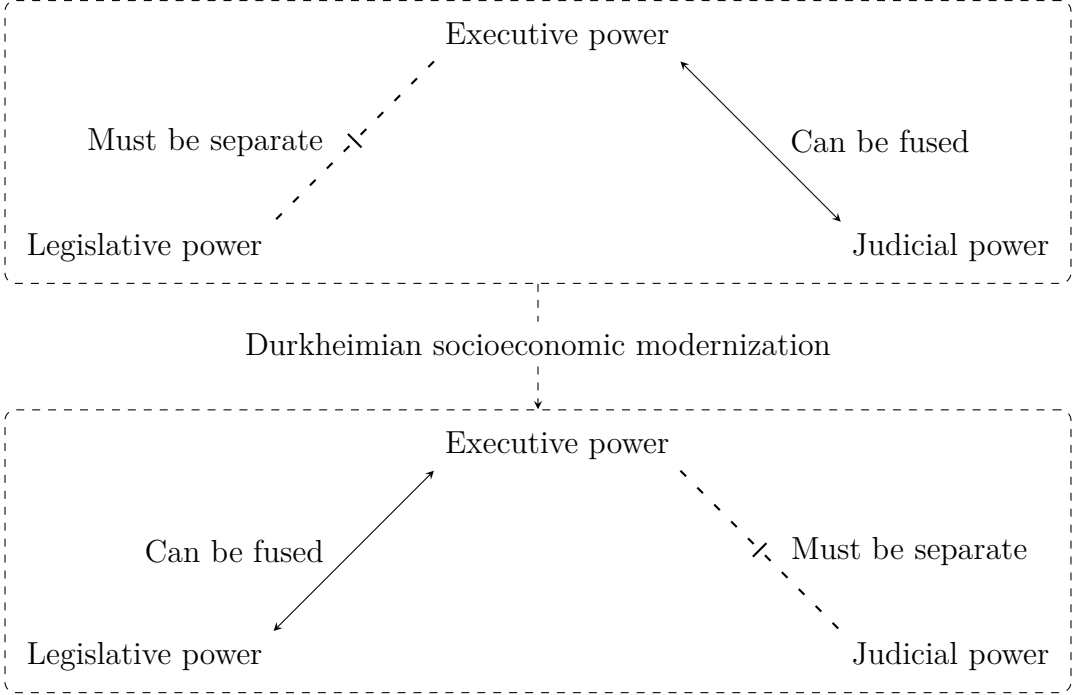 Executive power
Must be separate
Can be fused
Legislative power
Judicial power
Durkheimian socioeconomic modernization
Executive power
Can be fused
Must be separate
Legislative power
Judicial power